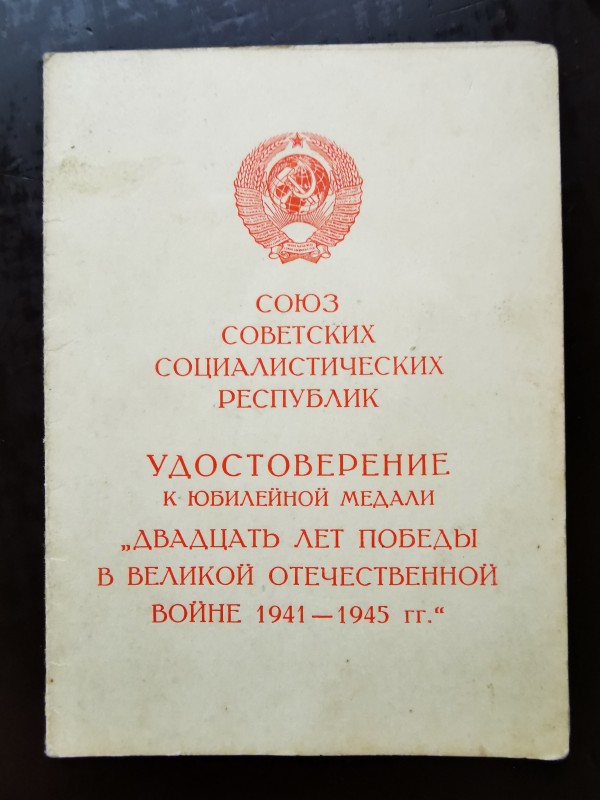 СОЮЗ
СОВЕТСКИХ
СОЦИАЛИСТИЧЕСКИХ
РЕСПУБЛИК
УДОСТОВЕРЕНИЕ
К ЮБИЛЕЙНОЙ МЕДАЛИ
„ДВАДЦАТЬ ЛЕТ ПОБЕДЫ
В ВЕЛИКОЙ ОТЕЧЕСТВЕННОЙ
ВОЙНЕ 1941—1945 гг.“